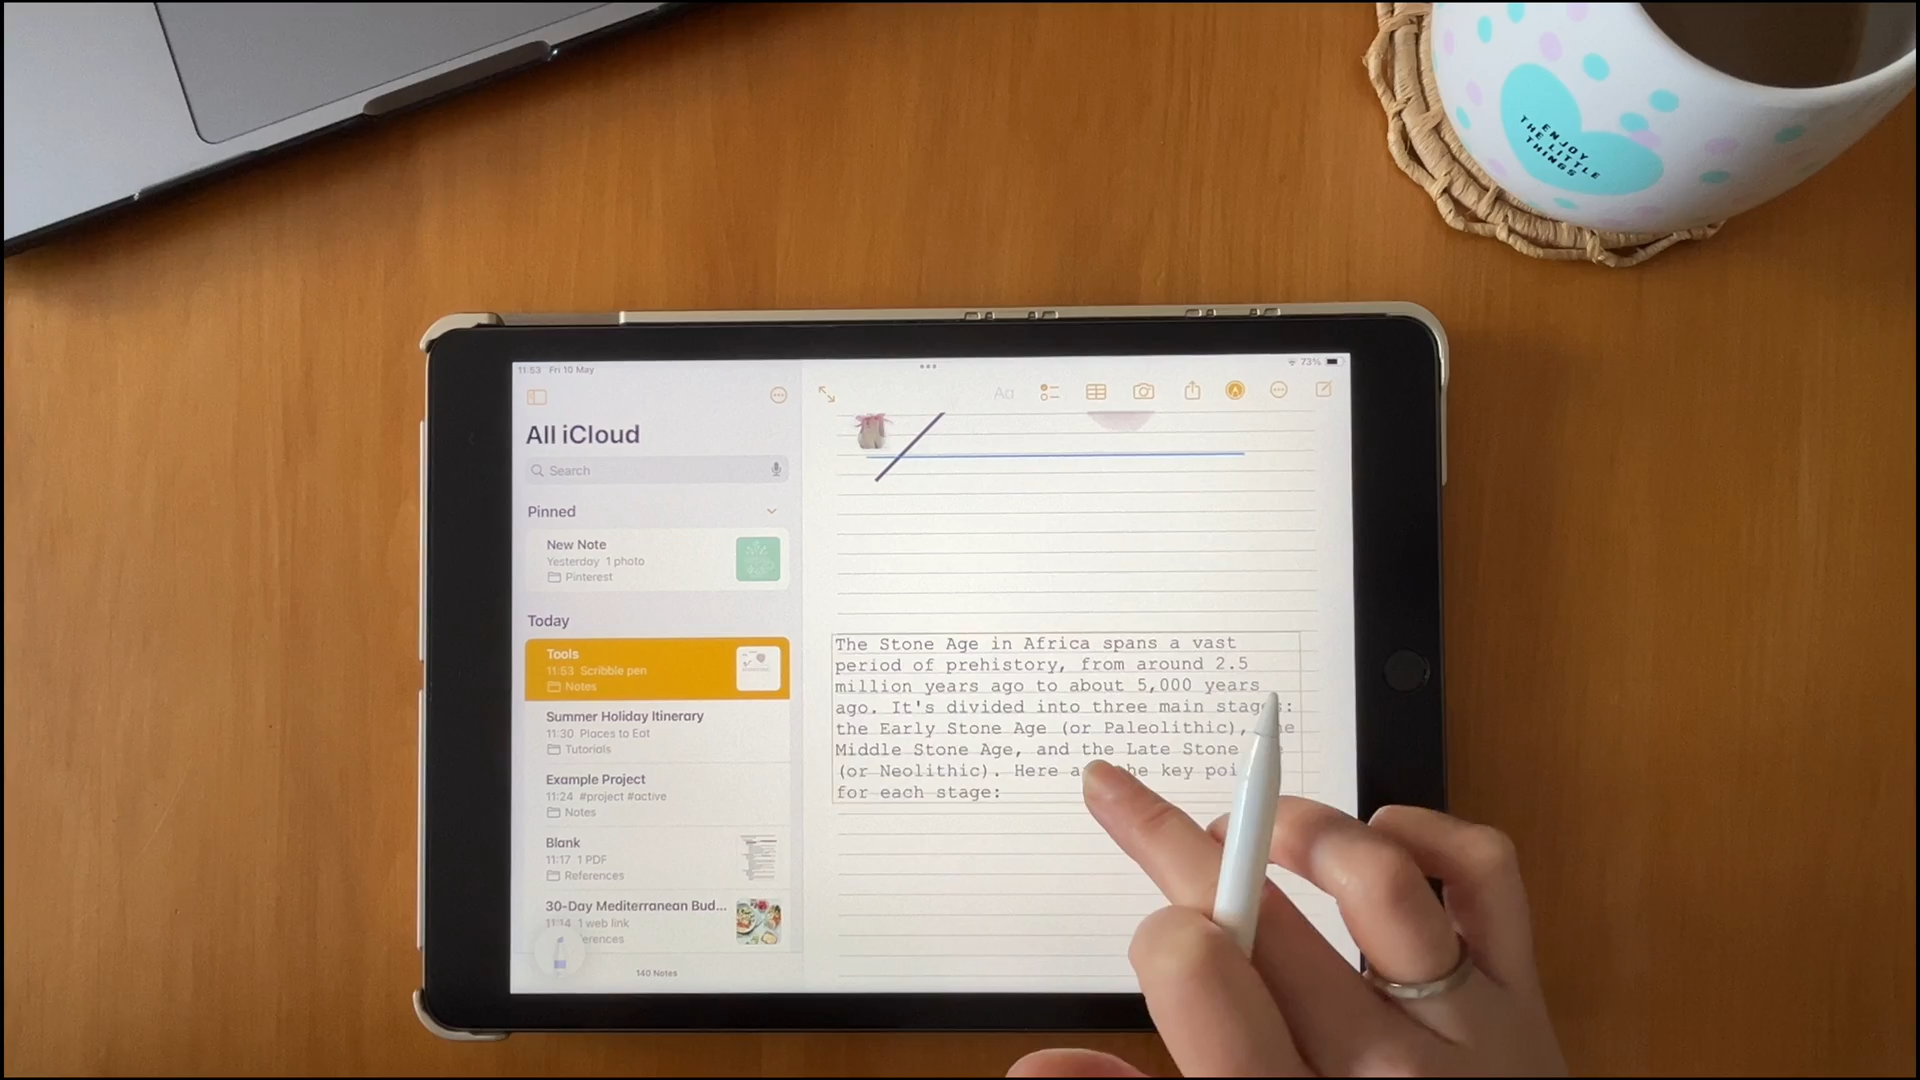 ENJOY
THE LITTLE
THINGS
11:53 Fri 10 May
73%
All iCloud
Search
Pinned
New Note
Yesterday 1 photo
Pinterest
Today
Tools
11:53 Scribble pen
Notes
Summer Holiday Itinerary
11:30 Places to Eat
Tutorials
Example Project
11:24 #project #active
Notes
Blank
11:17 1 PDF
References
30-Day Mediterranean Bud...
11:14 1 web link
erences
140 Notes
Aa
The Stone Age in Africa spans a vast
period of prehistory, from around 2.5
million years ago to about 5,000 years
ago. It's divided into three main stages:
the Early Stone Age (or Paleolithic),
Middle Stone Age, and the Late Stone
(or Neolithic). Here the key poi
for each stage: